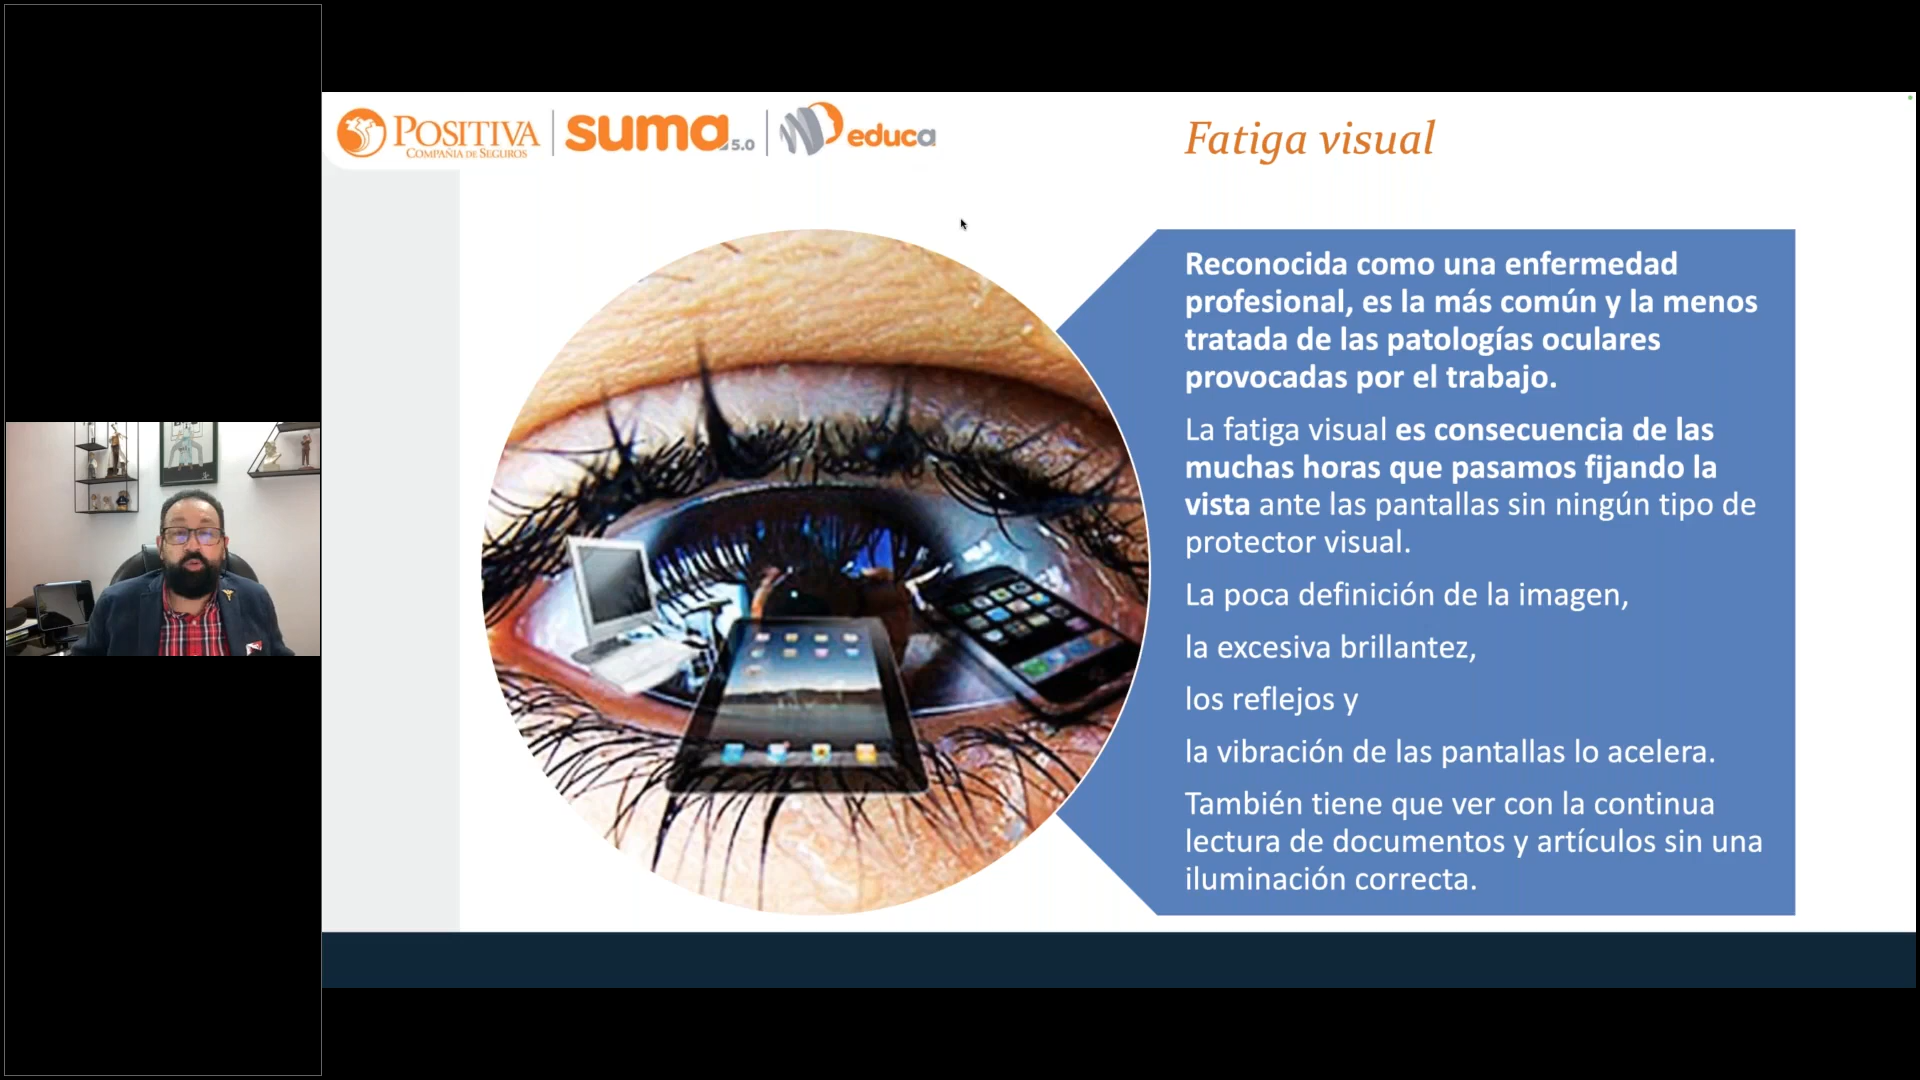 POSITIVA
COMPAÑIA DE SEGUROS
suma 5.0
educa
Fatiga visual
Reconocida como una enfermedad
profesional, es la más común y la menos
tratada de las patologías oculares
provocadas por el trabajo.
La fatiga visual es consecuencia de las
muchas horas que pasamos fijando la
vista ante las pantallas sin ningún tipo de
protector visual.
La poca definición de la imagen,
la excesiva brillantez,
los reflejos y
la vibración de las pantallas lo acelera.
También tiene que ver con la continua
lectura de documentos y artículos sin una
iluminación correcta.